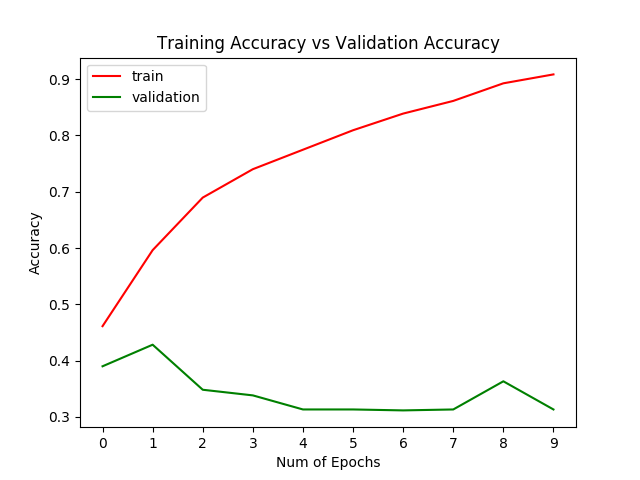 Training Accuracy vs Validation Accuracy
train
validation
Accuracy
0.9
0.8
0.7
0.6
0.5
0.4
0.3
0 1 2 3 4 5 6 7 8 9
Num of Epochs